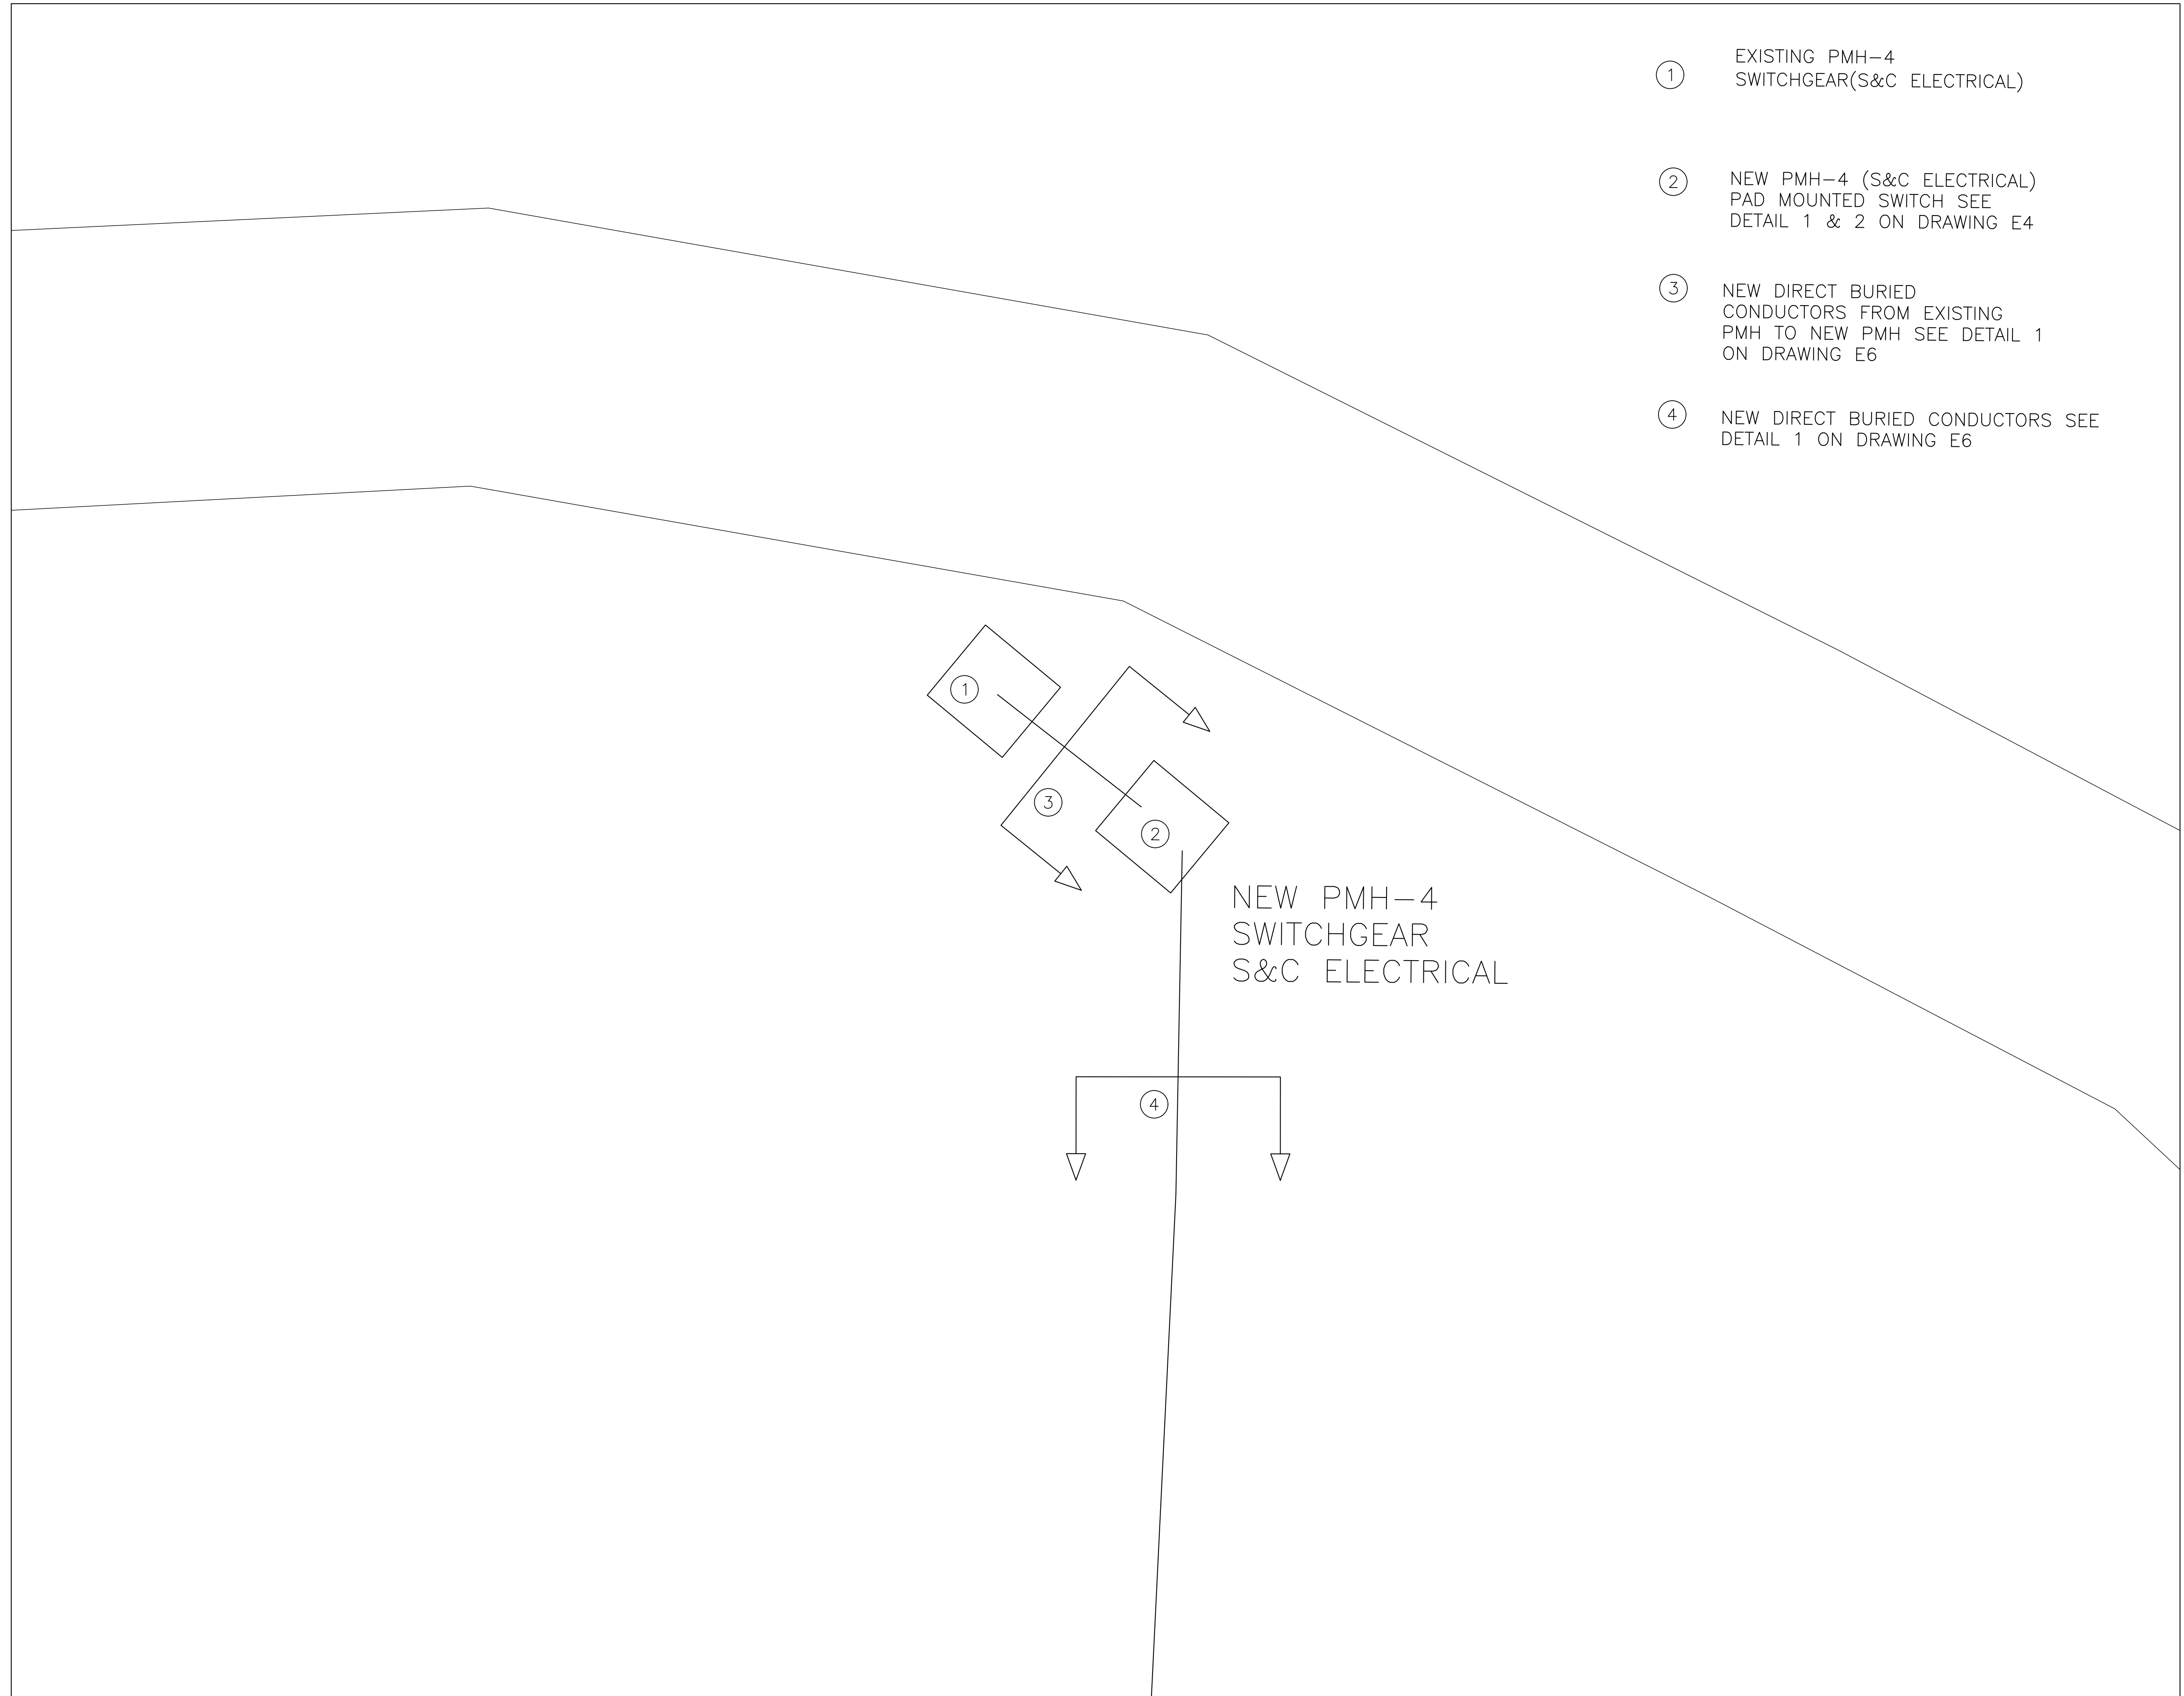 1
EXISTING PMH-4
SWITCHGEAR(S&C ELECTRICAL)
2
NEW PMH-4 (S&C ELECTRICAL)
PAD MOUNTED SWITCH SEE
DETAIL 1 & 2 ON DRAWING E4
3
NEW DIRECT BURIED
CONDUCTORS FROM EXISTING
PMH TO NEW PMH SEE DETAIL 1
ON DRAWING E6
4
NEW DIRECT BURIED CONDUCTORS SEE
DETAIL 1 ON DRAWING E6
1
3
2
NEW PMH-4
SWITCHGEAR
S&C ELECTRICAL
4